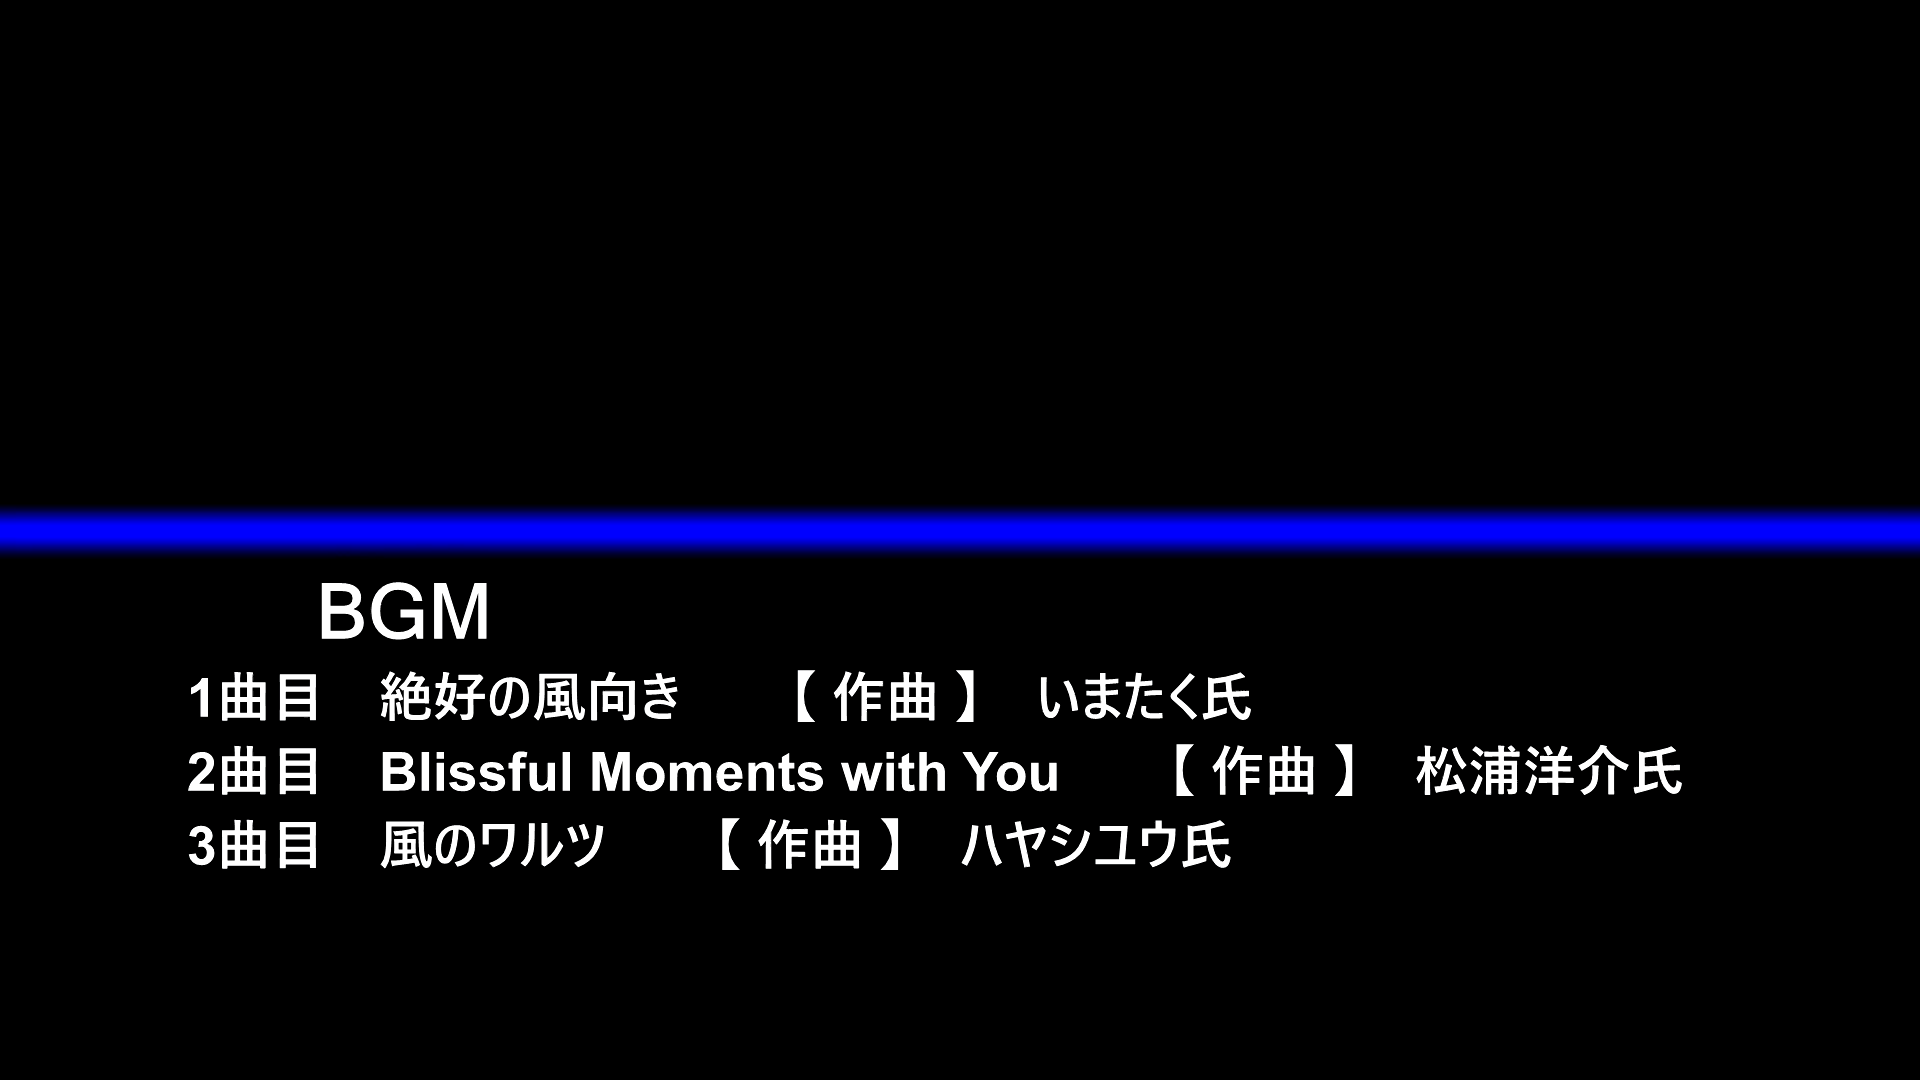 BGM
1曲目　絶好の風向き　　【 作曲 】　いまたく氏
2曲目　Blissful Moments with You　　【 作曲 】　松浦洋介氏
3曲目　風のワルツ　　【 作曲 】　ハヤシユウ氏